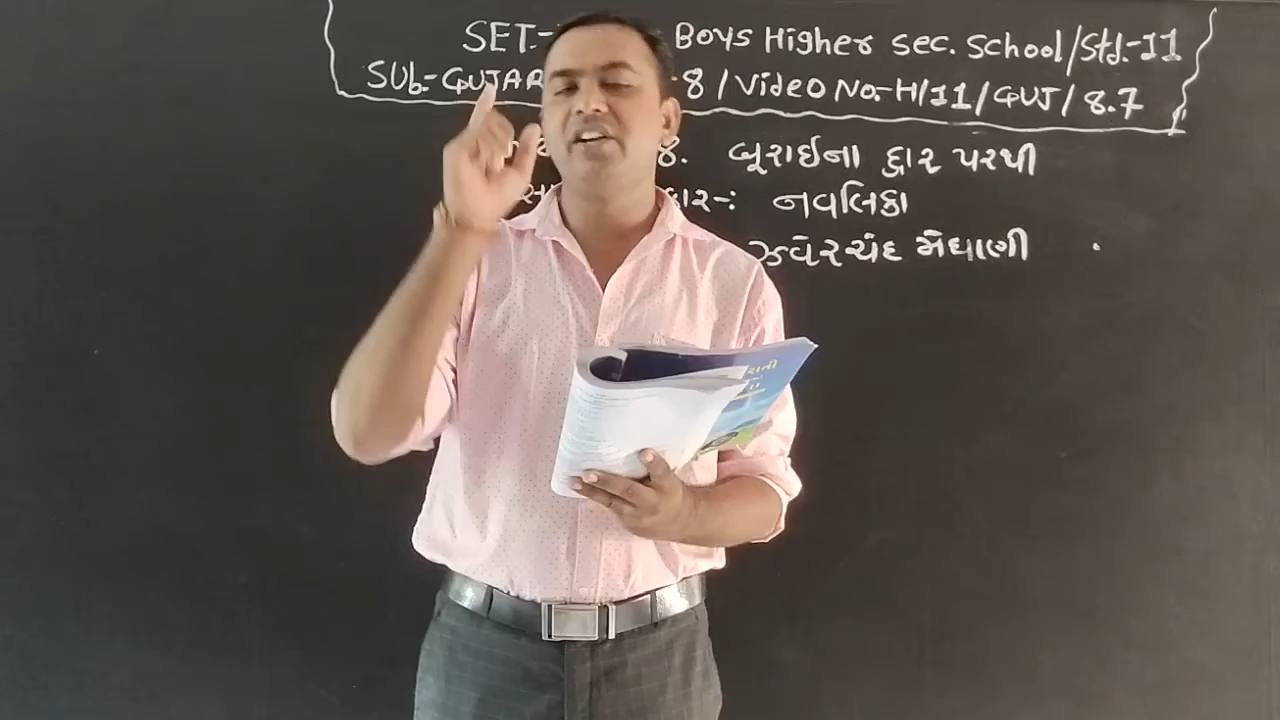 SET:- Boys Higher sec. School/Std.-11
Sub:-GUJAR -8 / Video No:-H/11/GUJ/8.7
૪. બૂરાઈના દ્વાર પરથી
કાર-: નવલિકા
ઝવેરચંદ મેઘાણી